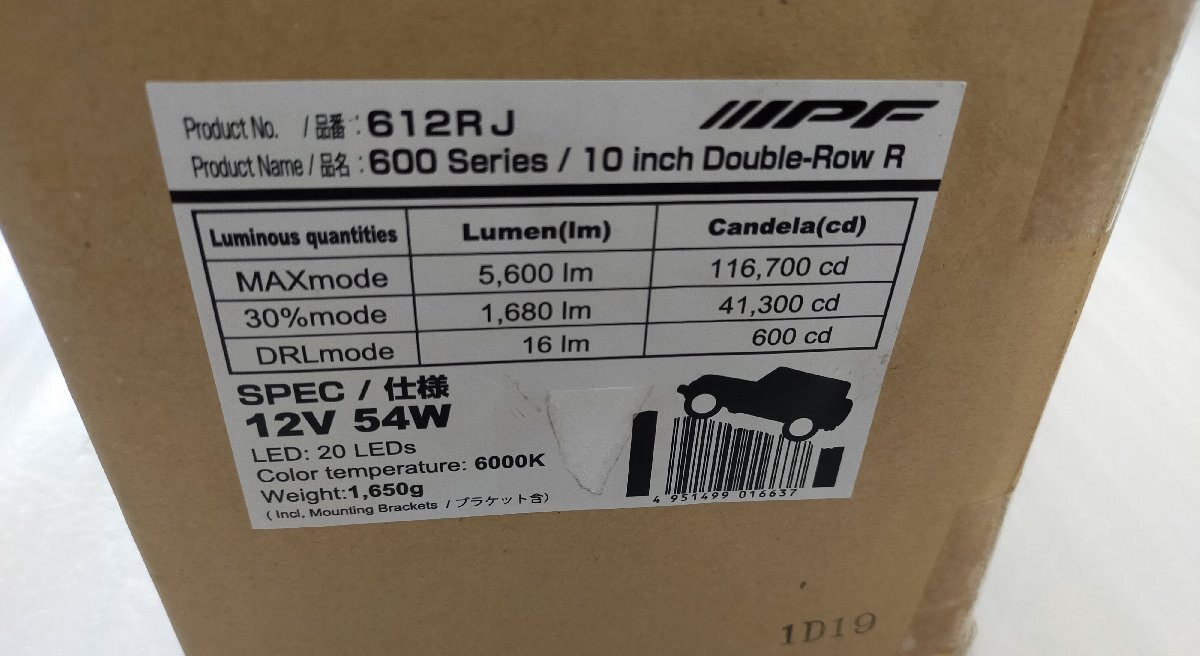 Product No. / 品番 : 612RJ
IPF
Product Name / 品名 : 600 Series / 10 inch Double-Row R
Luminous quantities Lumen(lm) Candela(cd)
MAXmode 5,600 lm 116,700 cd
30%mode 1,680 lm 41,300 cd
DRLmode 16 lm 600 cd
SPEC / 仕様
12V 54W
LED: 20 LEDs
Color temperature: 6000K
Weight:1,650g
( Incl. Mounting Brackets / ブラケット含)
4 951499 016637
1D19